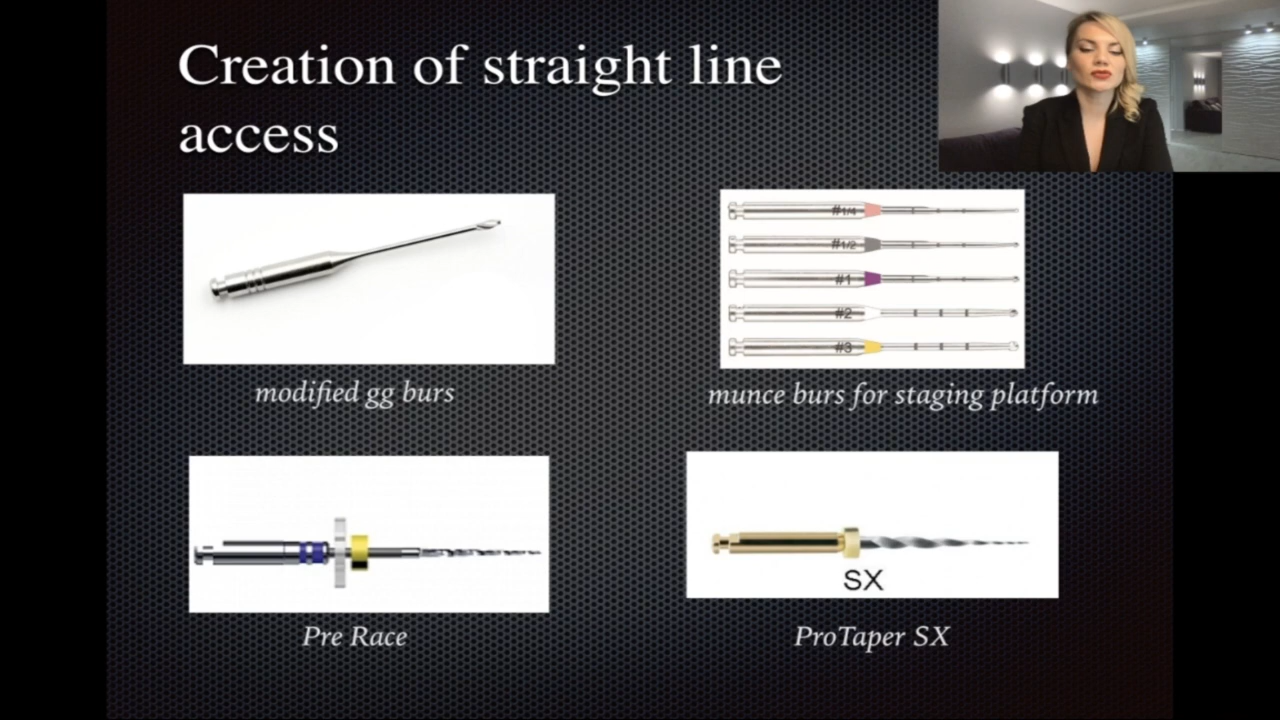 Creation of straight line
access
#1/4
#1/2
#1
#2
#3
modified gg burs
munce burs for staging platform
SX
Pre Race
ProTaper SX